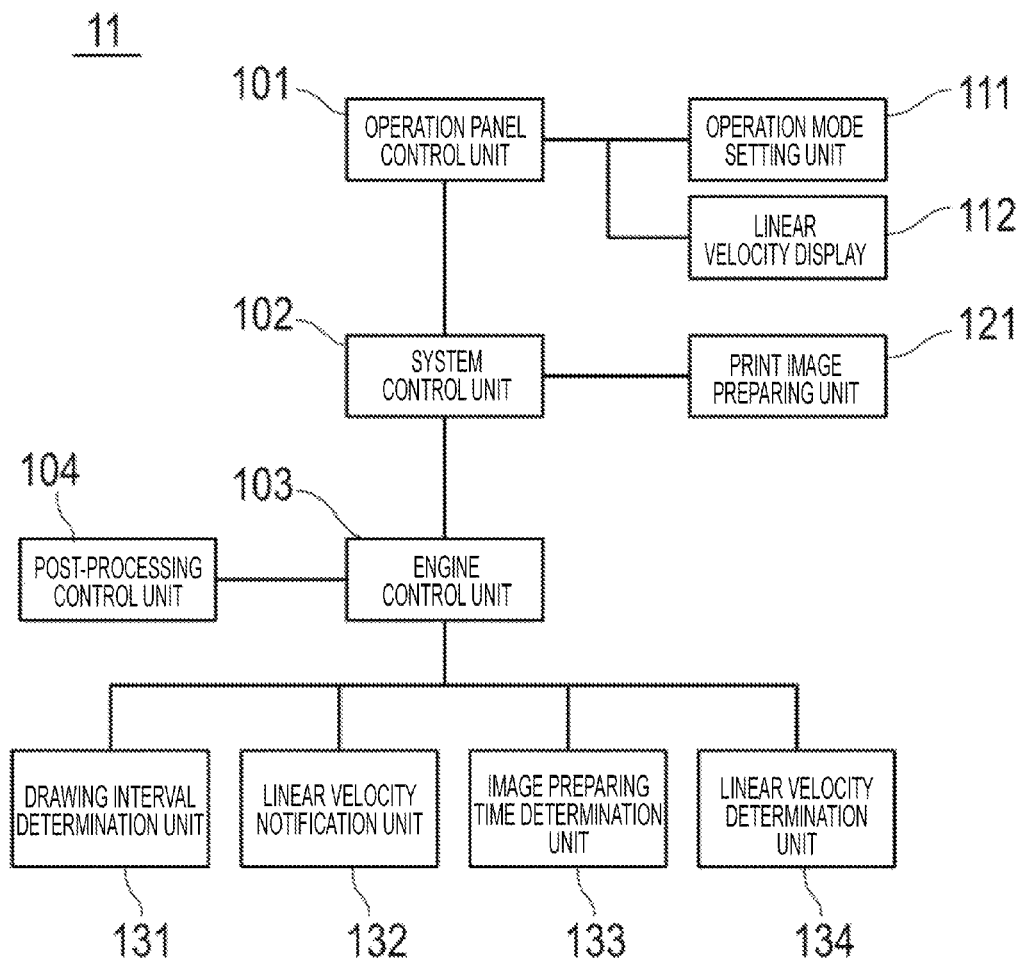 11
101
OPERATION PANEL
CONTROL UNIT
111
OPERATION MODE
SETTING UNIT
112
LINEAR
VELOCITY DISPLAY
102
SYSTEM
CONTROL UNIT
121
PRINT IMAGE
PREPARING UNIT
104
POST-PROCESSING
CONTROL UNIT
103
ENGINE
CONTROL UNIT
DRAWING INTERVAL
DETERMINATION UNIT
131
LINEAR VELOCITY
NOTIFICATION UNIT
132
IMAGE PREPARING
TIME DETERMINATION
UNIT
133
LINEAR VELOCITY
DETERMINATION
UNIT
134